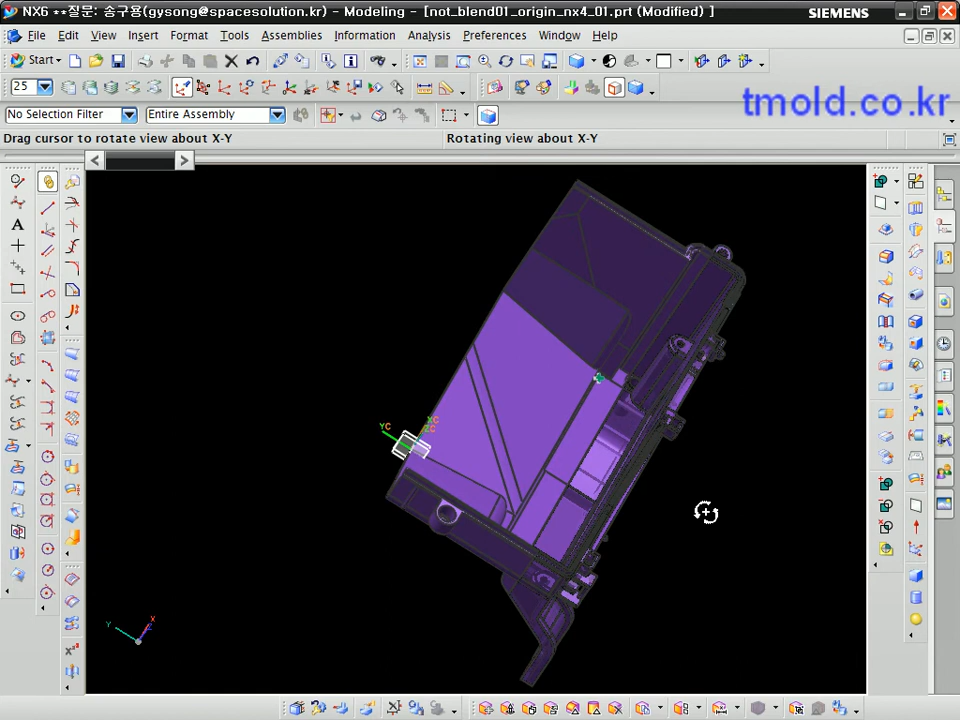 NX6 **질문: 송구용(gysong@spacesolution.kr) - Modeling - [not_blend01_origin_nx4_01.prt (Modified) ]
SIEMENS
File Edit View Insert Format Tools Assemblies Information Analysis Preferences Window Help
Start
25
tmold.co.kr
No Selection Filter
Entire Assembly
Drag cursor to rotate view about X-Y
Rotating view about X-Y
A
XC
YC
ZC
X
Y